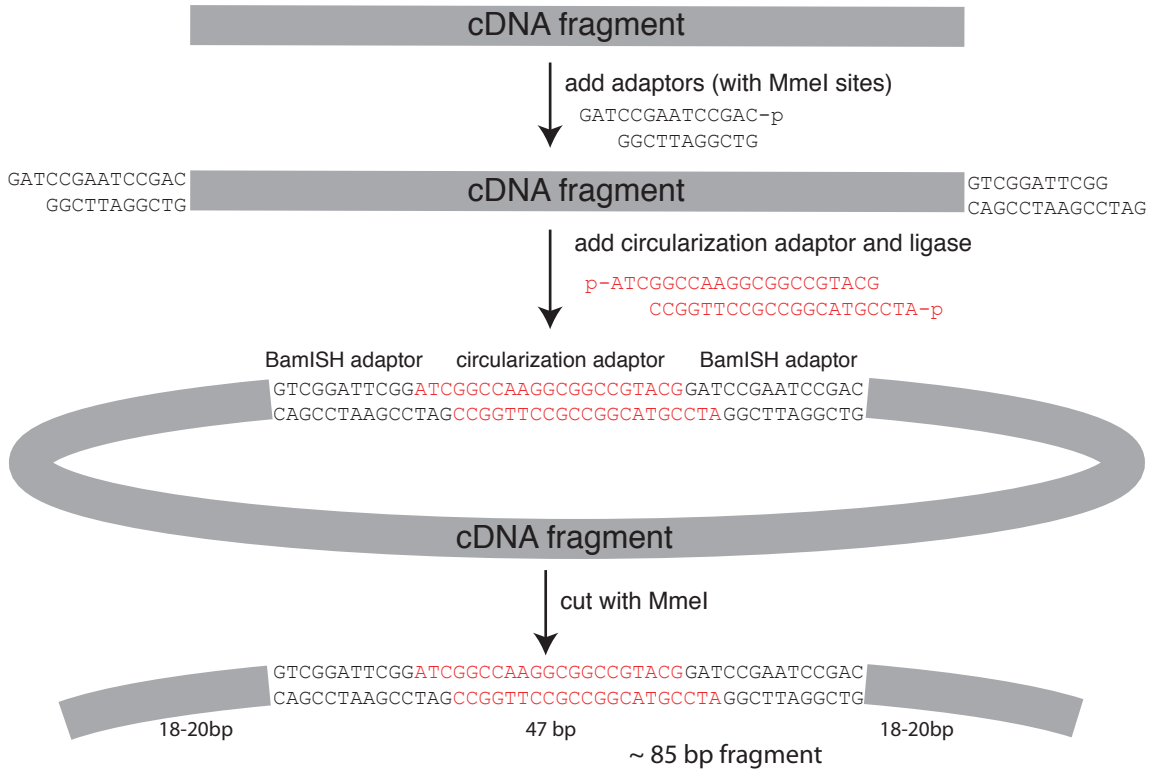 cDNA fragment
add adaptors (with MmeI sites)
GATCCGAATCCGAC-p
GGCTTAGGCTG
GATCCGAATCCGAC
GGCTTAGGCTG
cDNA fragment
GTCGGATTCGG
CAGCCTAAGCCTAG
add circularization adaptor and ligase
p-ATCGGCCAAGGCGGCCGTACG
CCGGTTCCGCCGGCATGCCTA-p
BamISH adaptor circularization adaptor BamISH adaptor
GTCGGATTCGGATCGGCCAAGGCGGCCGTACGGATCCGAATCCGAC
CAGCCTAAGCCTAGCCGGTTCCGCCGGCATGCCTAGGCTTAGGCTG
cDNA fragment
cut with MmeI
GTCGGATTCGGATCGGCCAAGGCGGCCGTACGGATCCGAATCCGAC
CAGCCTAAGCCTAGCCGGTTCCGCCGGCATGCCTAGGCTTAGGCTG
18-20bp 47 bp 18-20bp
~ 85 bp fragment